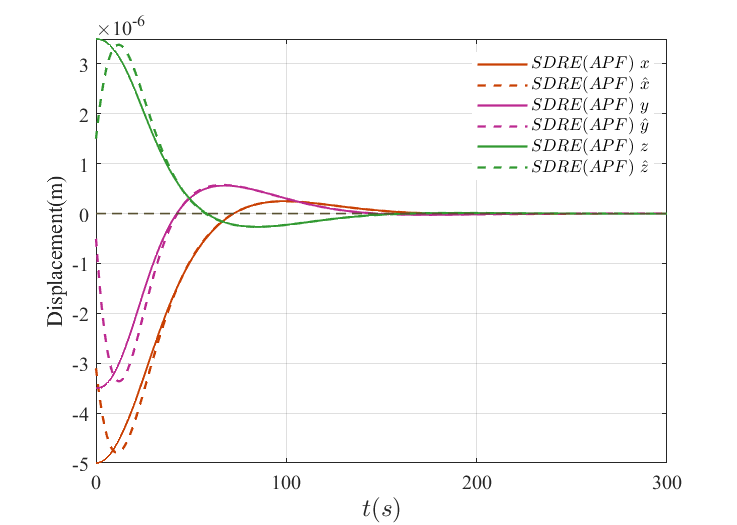 ×10⁻⁶
3
2
1
0
-1
-2
-3
-4
-5
Displacement(m)
SDRE(APF) x
SDRE(APF) x̂
SDRE(APF) y
SDRE(APF) ŷ
SDRE(APF) z
SDRE(APF) ẑ
0 100 200 300
t(s)